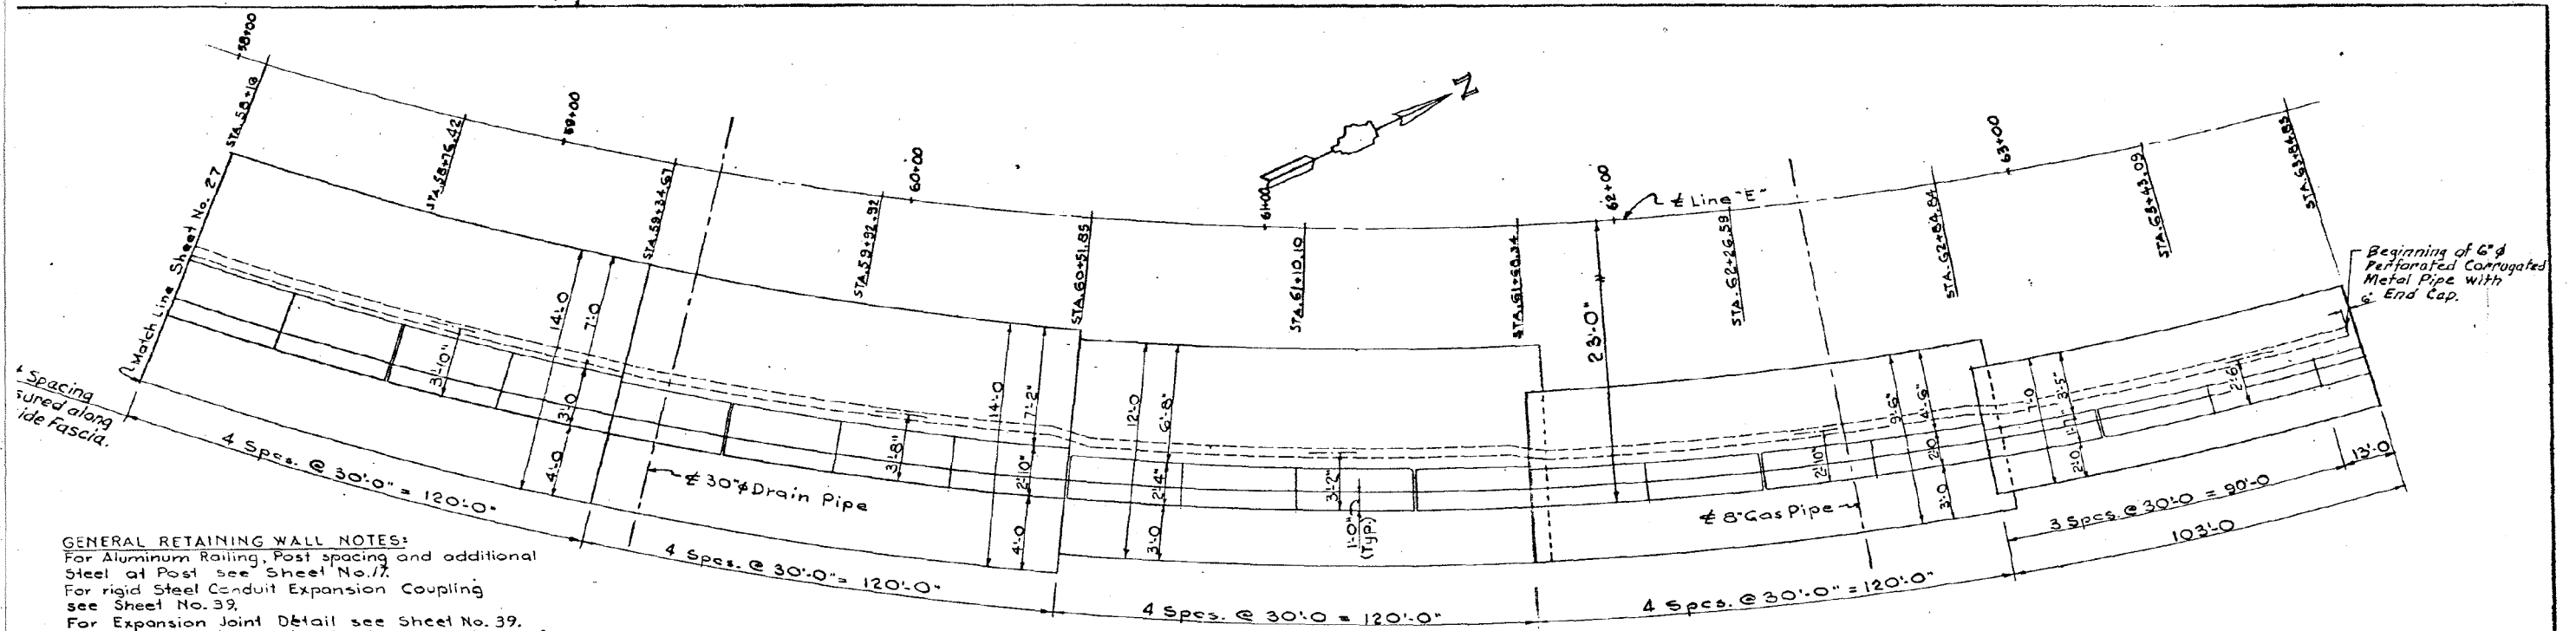 58+00
STA. 58+18
STA. 58+76.42
59+00
STA. 59+34.67
STA. 59+92.92
60+00
STA. 60+51.85
61+00
STA. 61+10.10
STA. 61+68.34
62+00
℄ Line "E"
STA. 62+26.59
STA. 62+84.84
63+00
STA. 63+43.09
STA. 63+84.85
N
Match Line Sheet No. 27
Spacing
sured along
ide Fascia.
3'-10"
14'-0
7'-0
3'-0
4'-0
3'-8"
14'-0
7'-2"
2'-10"
4'-0
12'-0
6'-8"
2'-4"
3'-0
3'-2"
1'-0"
(Typ.)
23'-0"
2'-10"
9'-6"
4'-6"
2'-0
3'-0
7'-0
3'-5"
1'-7"
2'-0
2'-6"
Beginning of 6"φ
Perforated Corrugated
Metal Pipe with
6" End Cap.
℄ 30"φ Drain Pipe
℄ 8" Gas Pipe
4 Spcs. @ 30'-0" = 120'-0"
4 Spcs. @ 30'-0" = 120'-0"
4 Spcs. @ 30'-0 = 120'-0"
4 Spcs. @ 30'-0" = 120'-0"
3 Spcs. @ 30'-0 = 90'-0
13'-0
103'-0
GENERAL RETAINING WALL NOTES:
For Aluminum Railing, Post spacing and additional
Steel at Post see Sheet No. 17.
For rigid Steel Conduit Expansion Coupling
see Sheet No. 39.
For Expansion Joint Detail see Sheet No. 39.